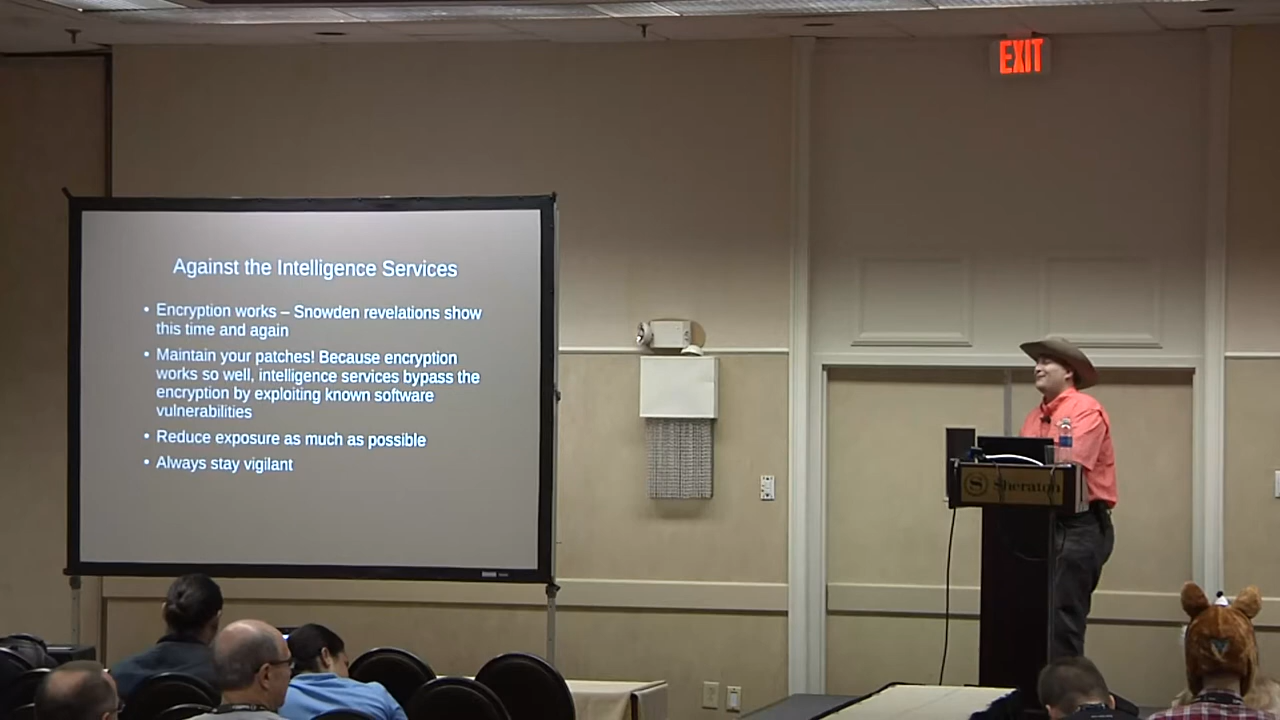 EXIT
Against the Intelligence Services
• Encryption works – Snowden revelations show
this time and again
• Maintain your patches! Because encryption
works so well, intelligence services bypass the
encryption by exploiting known software
vulnerabilities
• Reduce exposure as much as possible
• Always stay vigilant
S Sheraton